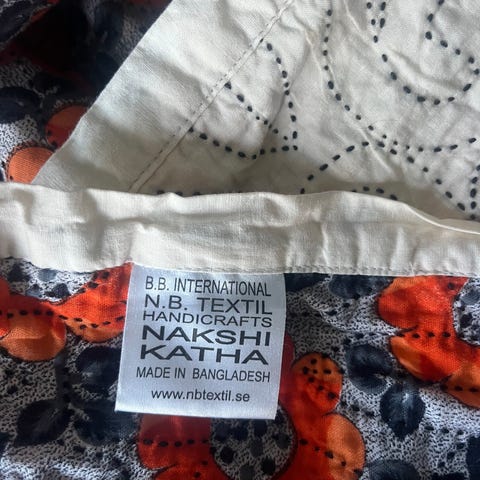 B.B. INTERNATIONAL
N.B. TEXTIL
HANDICRAFTS
NAKSHI
KATHA
MADE IN BANGLADESH
www.nbtextil.se